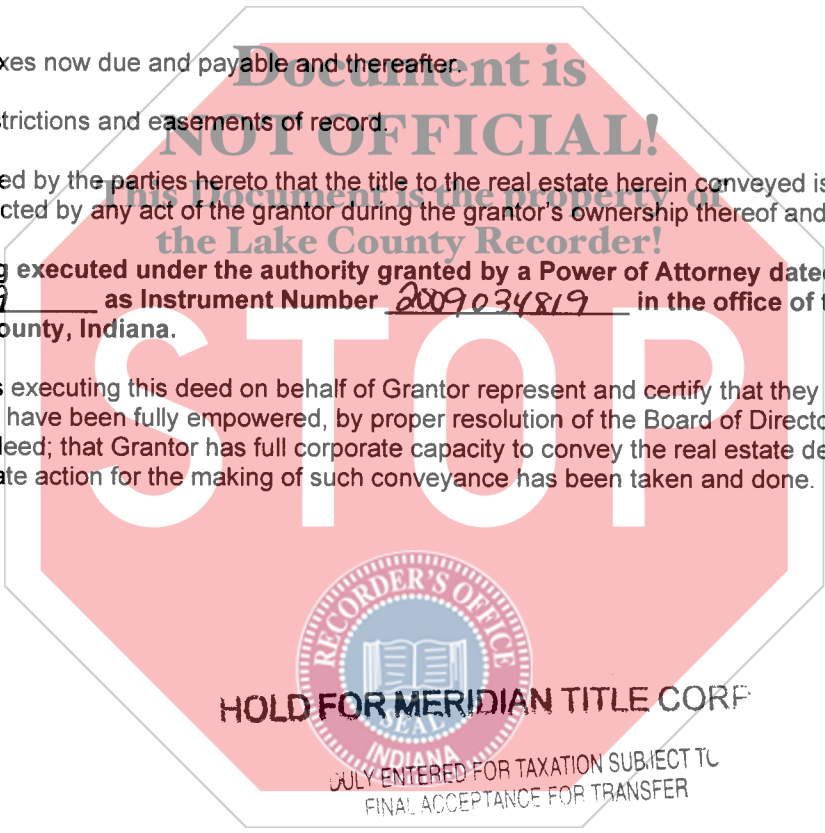 xes now due and payable and thereafter.
Document is
strictions and easements of record.
NOT OFFICIAL!
ed by the parties hereto that the title to the real estate herein conveyed is
This Document is the property of
cted by any act of the grantor during the grantor's ownership thereof and
the Lake County Recorder!
g executed under the authority granted by a Power of Attorney dated
as Instrument Number 2009034819 in the office of t
ounty, Indiana.
STOP
s executing this deed on behalf of Grantor represent and certify that they
have been fully empowered, by proper resolution of the Board of Directo
deed; that Grantor has full corporate capacity to convey the real estate de
ate action for the making of such conveyance has been taken and done.
RECORDER'S OFFICE
HOLD FOR MERIDIAN TITLE CORP
SEAL
INDIANA
DULY ENTERED FOR TAXATION SUBJECT TO
FINAL ACCEPTANCE FOR TRANSFER